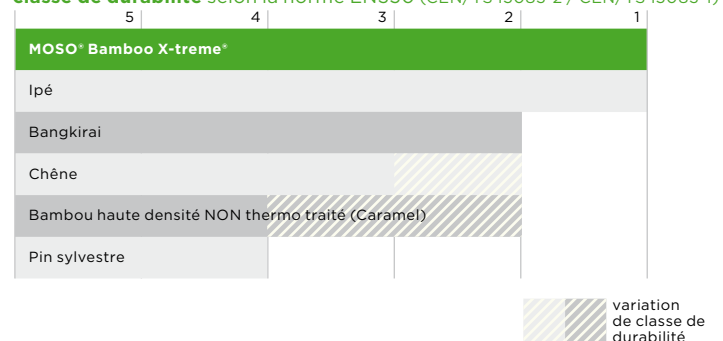 classe de durabilité selon la norme EN350 (CEN/TS 15083-2 / CEN/TS 15083-1)
5 4 3 2 1
MOSO® Bamboo X-treme®
Ipé
Bangkirai
Chêne
Bambou haute densité NON thermo traité (Caramel)
Pin sylvestre
variation
de classe de
durabilité